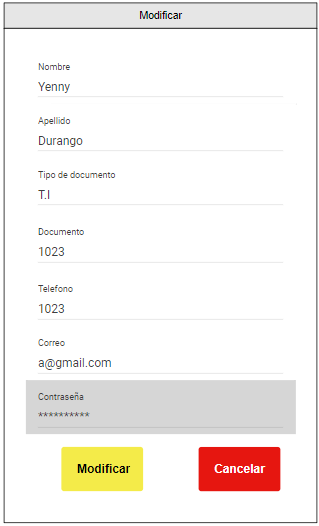 Modificar
Nombre
Yenny
Apellido
Durango
Tipo de documento
T.I
Documento
1023
Telefono
1023
Correo
a@gmail.com
Contraseña
**********
Modificar
Cancelar